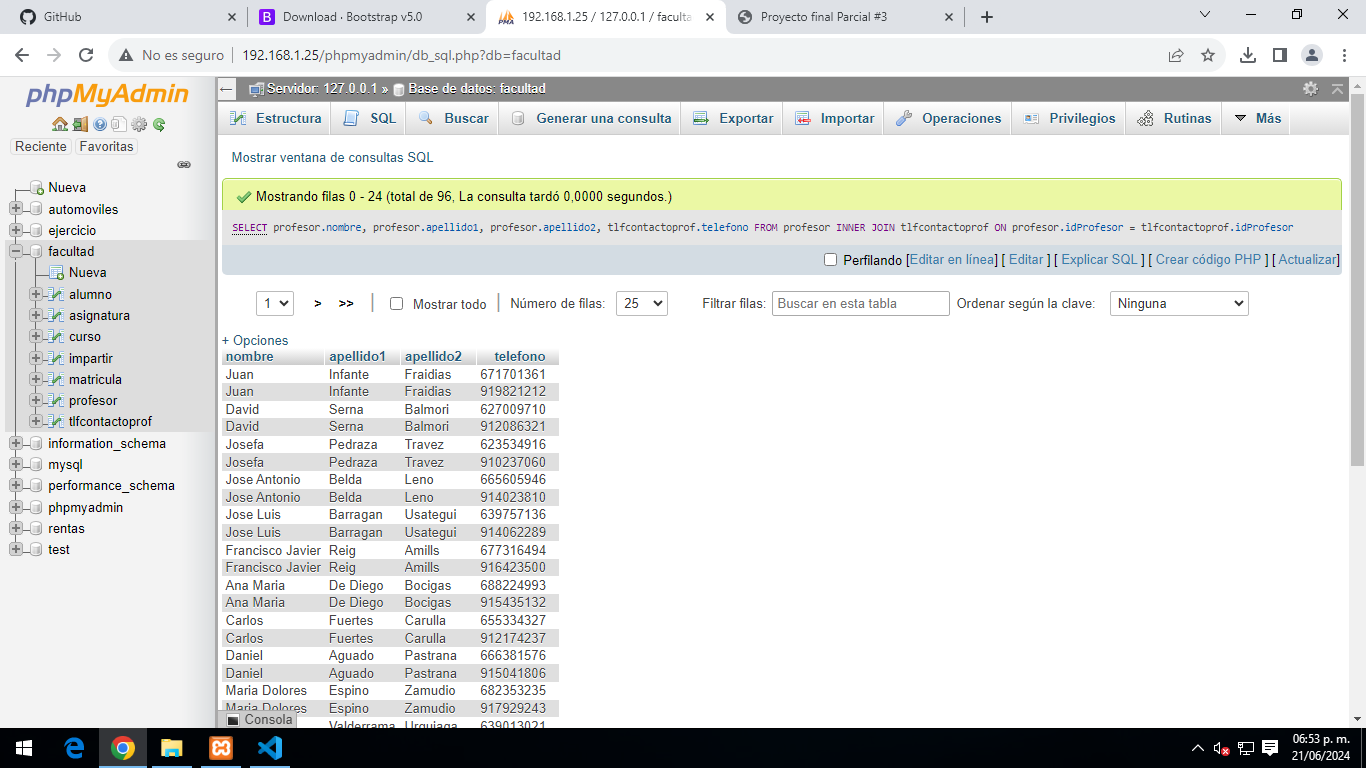 GitHub
Download · Bootstrap v5.0
192.168.1.25 / 127.0.0.1 / faculta
Proyecto final Parcial #3
No es seguro
192.168.1.25/phpmyadmin/db_sql.php?db=facultad
phpMyAdmin
Reciente
Favoritas
Nueva
automoviles
ejercicio
facultad
Nueva
alumno
asignatura
curso
impartir
matricula
profesor
tlfcontactoprof
information_schema
mysql
performance_schema
phpmyadmin
rentas
test
Servidor: 127.0.0.1 » Base de datos: facultad
Estructura
SQL
Buscar
Generar una consulta
Exportar
Importar
Operaciones
Privilegios
Rutinas
Más
Mostrar ventana de consultas SQL
Mostrando filas 0 - 24 (total de 96, La consulta tardó 0,0000 segundos.)
SELECT profesor.nombre, profesor.apellido1, profesor.apellido2, tlfcontactoprof.telefono FROM profesor INNER JOIN tlfcontactoprof ON profesor.idProfesor = tlfcontactoprof.idProfesor
Perfilando [Editar en línea] [ Editar ] [ Explicar SQL ] [ Crear código PHP ] [ Actualizar]
1 > >> | Mostrar todo | Número de filas: 25 Filtrar filas: Buscar en esta tabla Ordenar según la clave: Ninguna
+ Opciones
nombre apellido1 apellido2 telefono
Juan Infante Fraidias 671701361
Juan Infante Fraidias 919821212
David Serna Balmori 627009710
David Serna Balmori 912086321
Josefa Pedraza Travez 623534916
Josefa Pedraza Travez 910237060
Jose Antonio Belda Leno 665605946
Jose Antonio Belda Leno 914023810
Jose Luis Barragan Usategui 639757136
Jose Luis Barragan Usategui 914062289
Francisco Javier Reig Amills 677316494
Francisco Javier Reig Amills 916423500
Ana Maria De Diego Bocigas 688224993
Ana Maria De Diego Bocigas 915435132
Carlos Fuertes Carulla 655334327
Carlos Fuertes Carulla 912174237
Daniel Aguado Pastrana 666381576
Daniel Aguado Pastrana 915041806
Maria Dolores Espino Zamudio 682353235
Maria Dolores Espino Zamudio 917929243
Valderrama Urquiaga 639013021
Consola
06:53 p. m.
21/06/2024